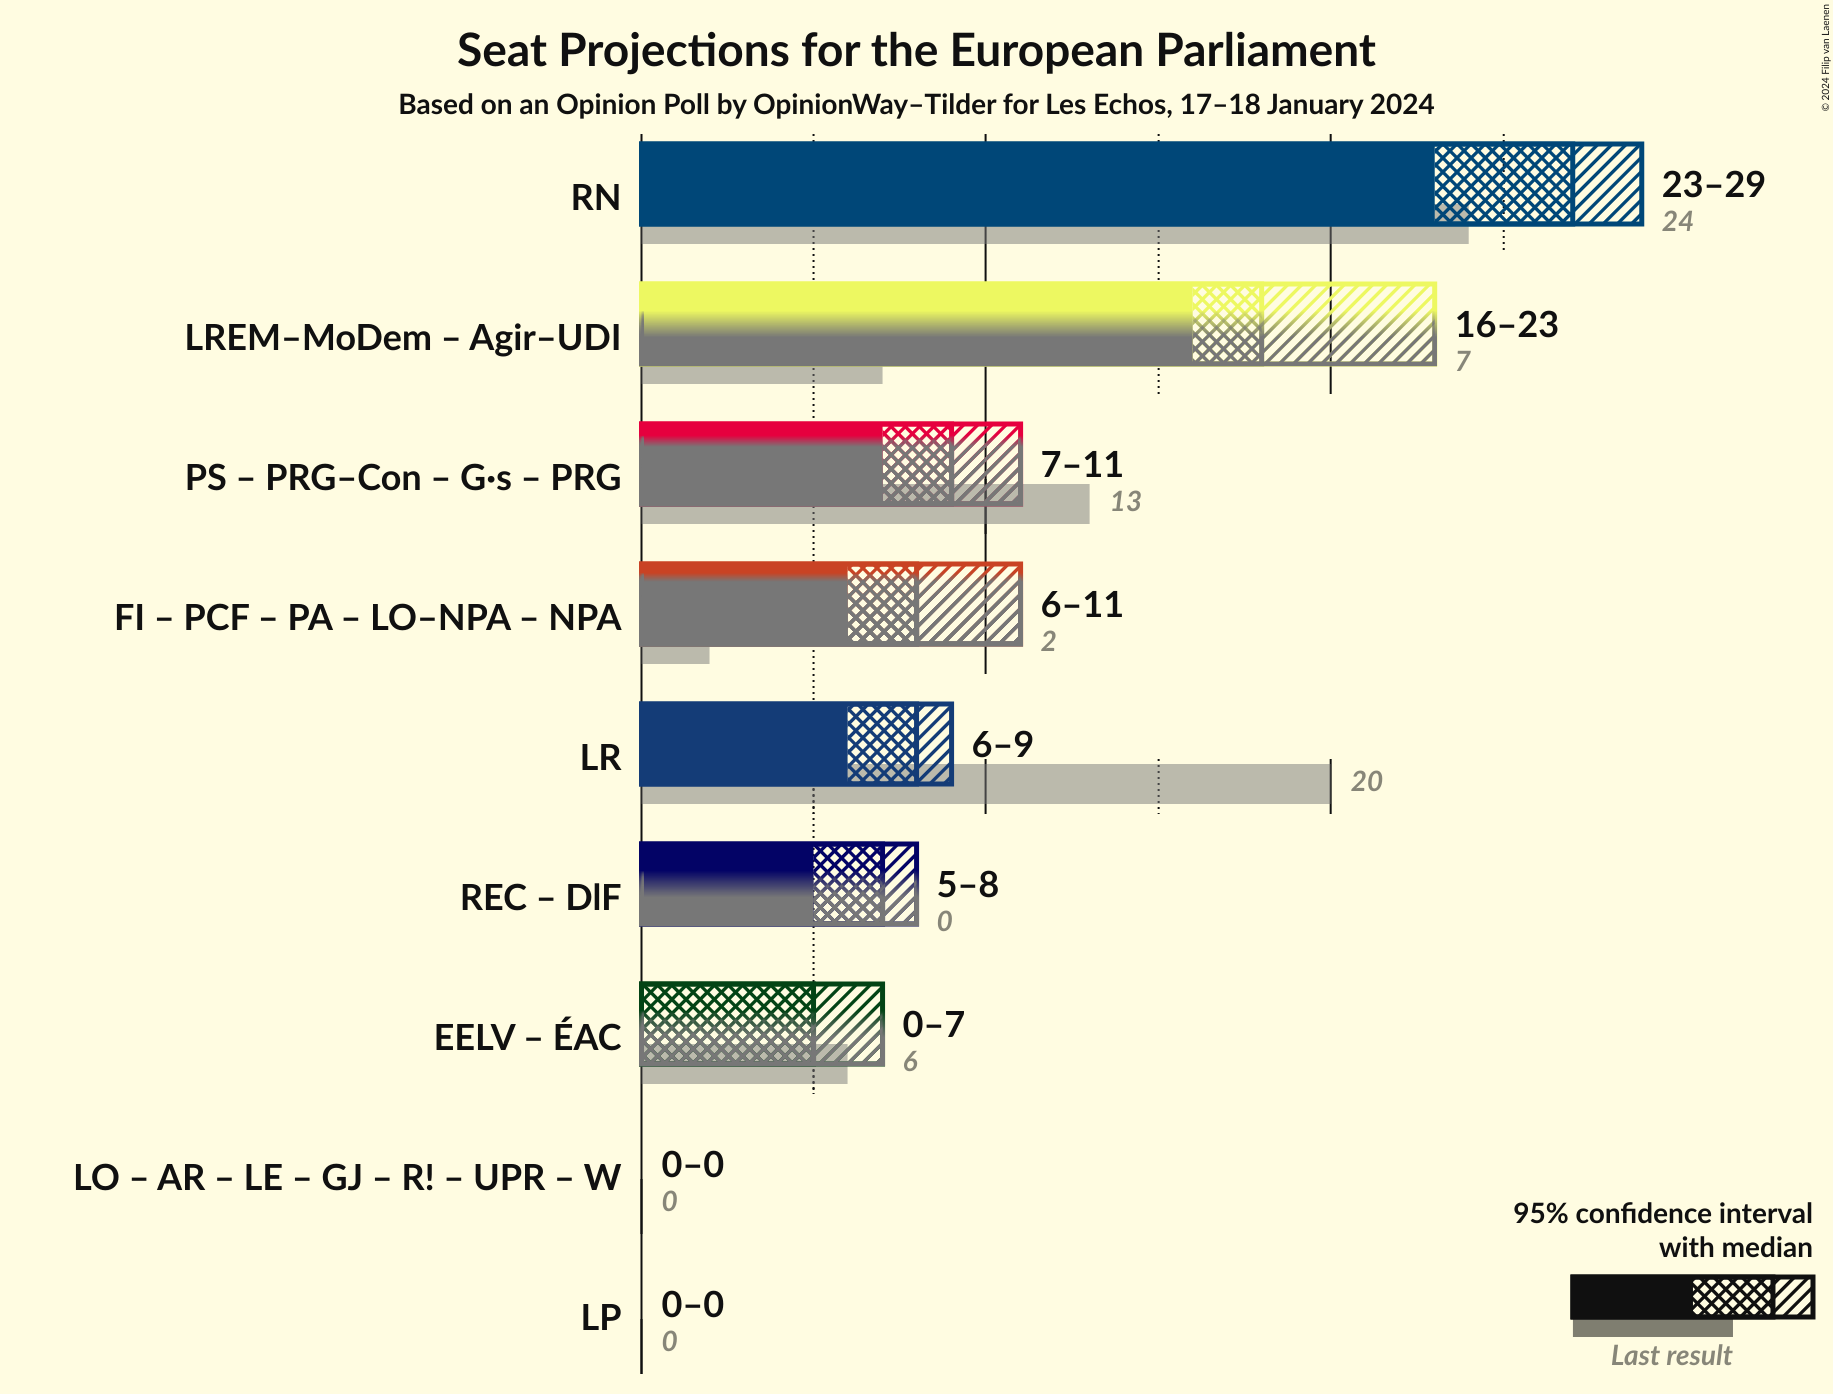 Seat Projections for the European Parliament
Based on an Opinion Poll by OpinionWay–Tilder for Les Echos, 17–18 January 2024
© 2024 Filip van Laenen
RN
23–29
24
LREM–MoDem – Agir–UDI
16–23
7
PS – PRG–Con – G·s – PRG
7–11
13
FI – PCF – PA – LO–NPA – NPA
6–11
2
LR
6–9
20
REC – DlF
5–8
0
EELV – ÉAC
0–7
6
LO – AR – LE – GJ – R! – UPR – W
0–0
0
LP
0–0
0
95% confidence interval
with median
Last result